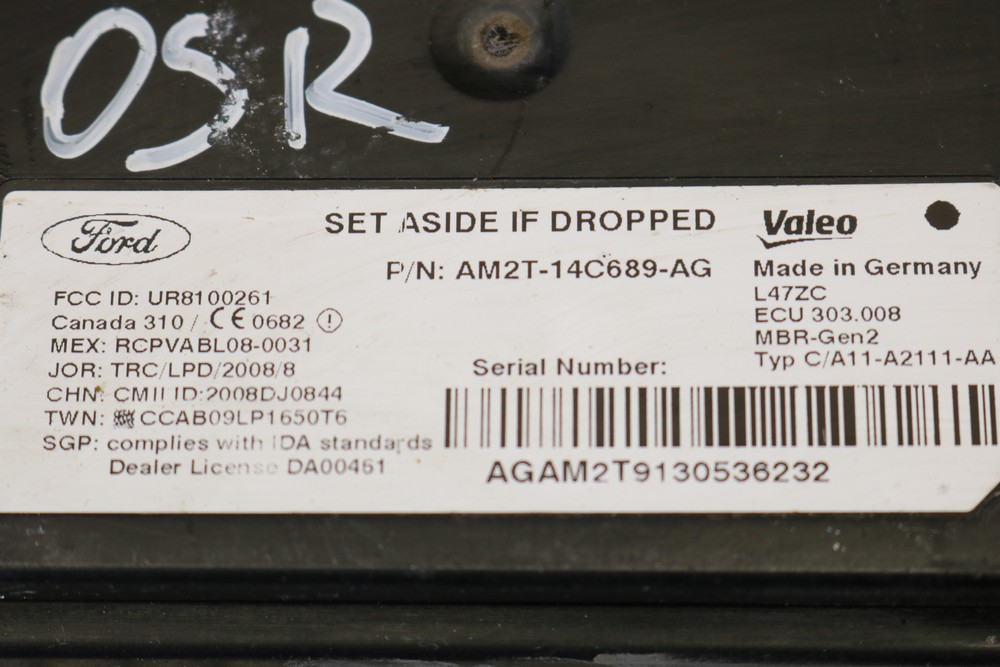 OSR
Ford
SET ASIDE IF DROPPED
Valeo
P/N: AM2T-14C689-AG
Made in Germany
L47ZC
ECU 303.008
MBR-Gen2
Typ C/A11-A2111-AA
FCC ID: UR8100261
Canada 310 / CE 0682
MEX: RCPVABL08-0031
JOR: TRC/LPD/2008/8
CHN: CMII ID:2008DJ0844
TWN: CCAB09LP1650T6
SGP: complies with IDA standards
Dealer License DA00461
Serial Number:
AGAM2T9130536232